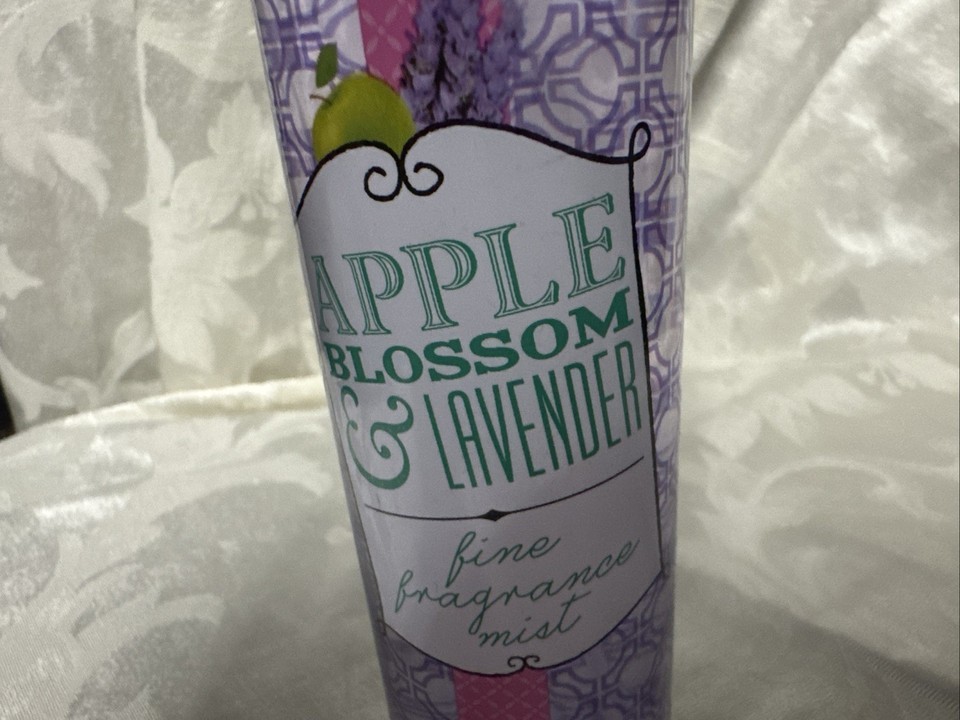 APPLE
BLOSSOM
& LAVENDER
fine
fragrance
mist